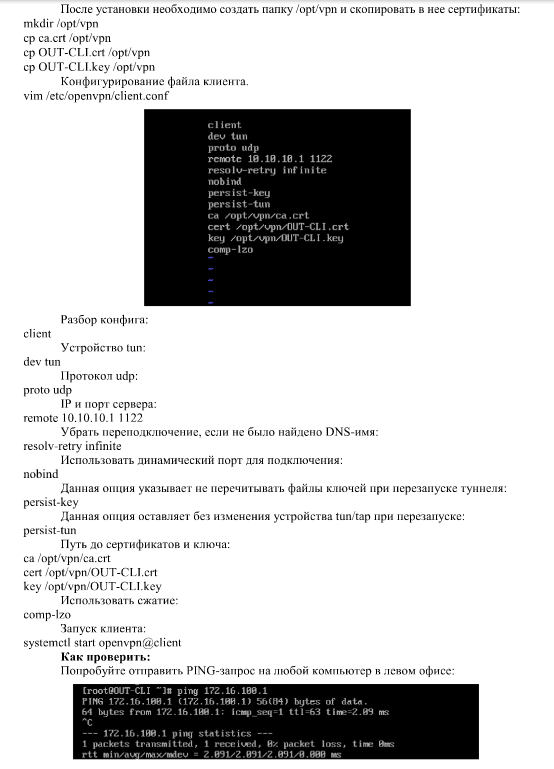 После установки необходимо создать папку /opt/vpn и скопировать в нее сертификаты:
mkdir /opt/vpn
cp ca.crt /opt/vpn
cp OUT-CLI.crt /opt/vpn
cp OUT-CLI.key /opt/vpn
Конфигурирование файла клиента.
vim /etc/openvpn/client.conf
client
dev tun
proto udp
remote 10.10.10.1 1122
resolv-retry infinite
nobind
persist-key
persist-tun
ca /opt/vpn/ca.crt
cert /opt/vpn/OUT-CLI.crt
key /opt/vpn/OUT-CLI.key
comp-lzo
~
~
~
~
~
Разбор конфига:
client
Устройство tun:
dev tun
Протокол udp:
proto udp
IP и порт сервера:
remote 10.10.10.1 1122
Убрать переподключение, если не было найдено DNS-имя:
resolv-retry infinite
Использовать динамический порт для подключения:
nobind
Данная опция указывает не перечитывать файлы ключей при перезапуске туннеля:
persist-key
Данная опция оставляет без изменения устройства tun/tap при перезапуске:
persist-tun
Путь до сертификатов и ключа:
ca /opt/vpn/ca.crt
cert /opt/vpn/OUT-CLI.crt
key /opt/vpn/OUT-CLI.key
Использовать сжатие:
comp-lzo
Запуск клиента:
systemctl start openvpn@client
Как проверить:
Попробуйте отправить PING-запрос на любой компьютер в левом офисе:
[root@OUT-CLI ~]# ping 172.16.100.1
PING 172.16.100.1 (172.16.100.1) 56(84) bytes of data.
64 bytes from 172.16.100.1: icmp_seq=1 ttl=63 time=2.09 ms
^C
--- 172.16.100.1 ping statistics ---
1 packets transmitted, 1 received, 0% packet loss, time 0ms
rtt min/avg/max/mdev = 2.091/2.091/2.091/0.000 ms